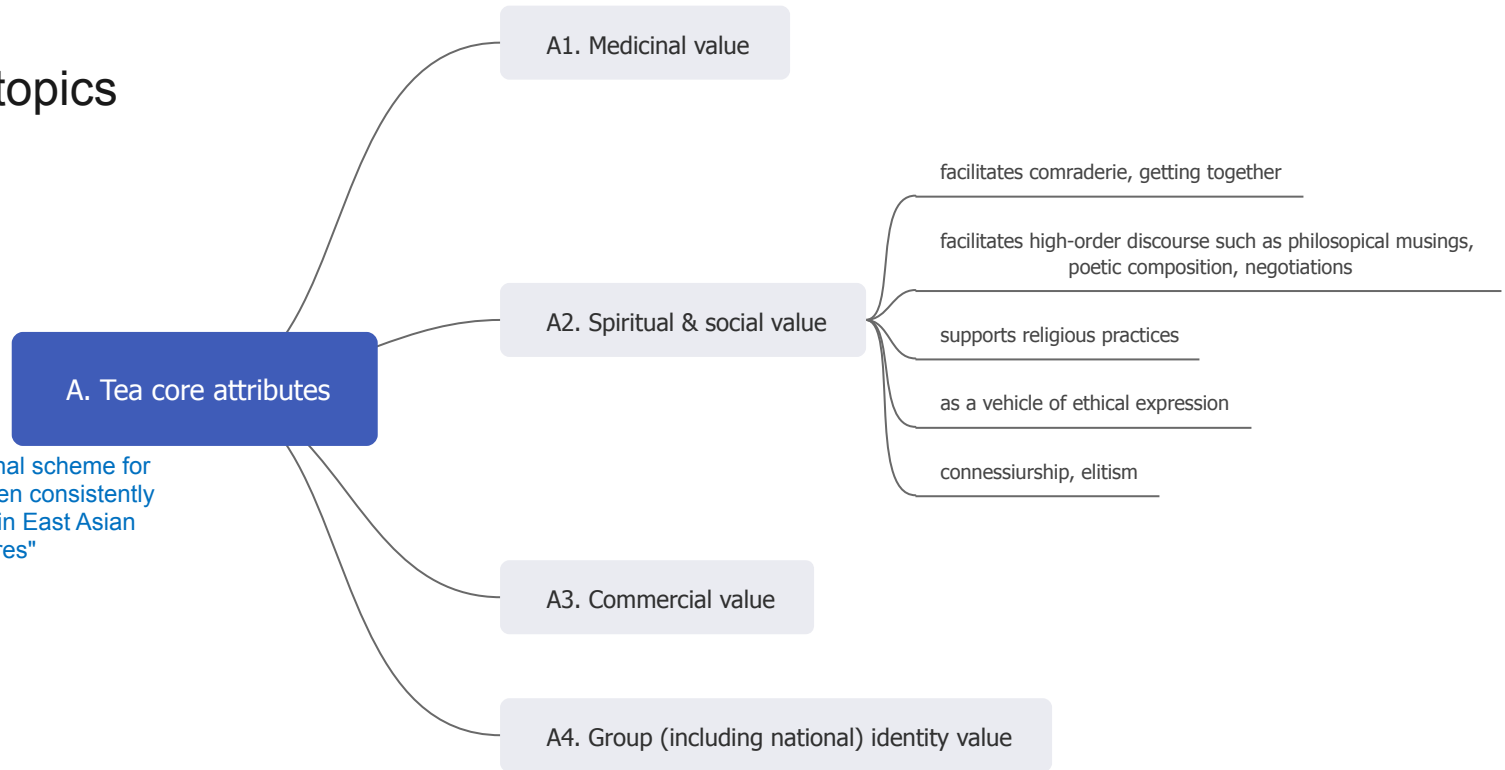 topics
A1. Medicinal value
facilitates comraderie, getting together
facilitates high-order discourse such as philosopical musings,
poetic composition, negotiations
A2. Spiritual & social value
supports religious practices
A. Tea core attributes
as a vehicle of ethical expression
nal scheme for
en consistently
in East Asian
res"
connessiurship, elitism
A3. Commercial value
A4. Group (including national) identity value